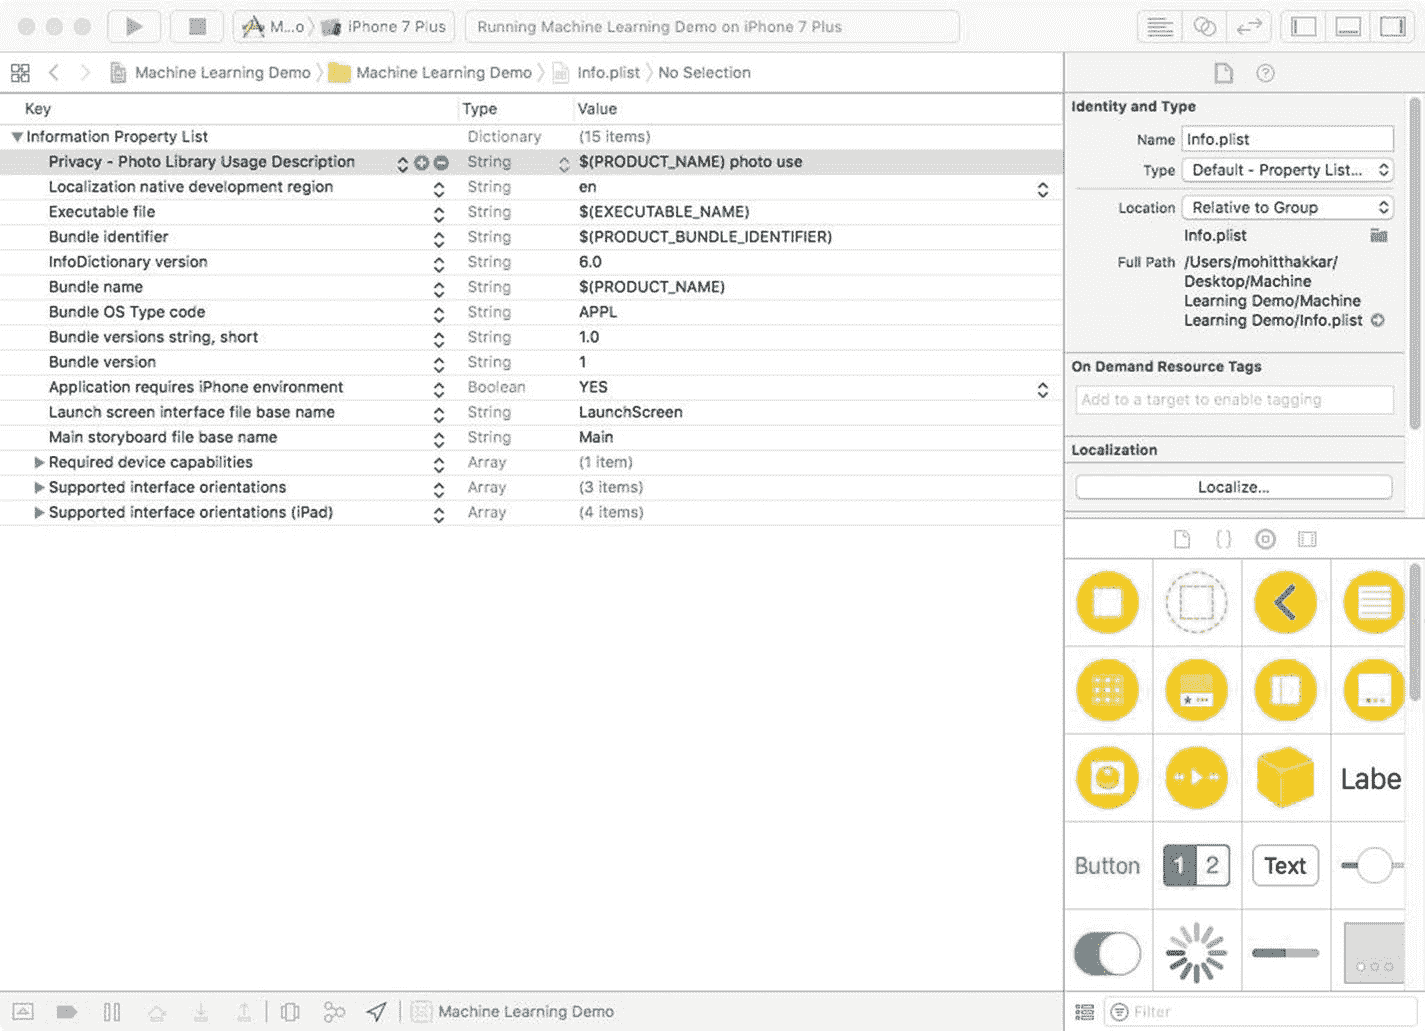 M...o iPhone 7 Plus Running Machine Learning Demo on iPhone 7 Plus
Machine Learning Demo Machine Learning Demo Info.plist No Selection
Key Type Value
Information Property List Dictionary (15 items)
Privacy - Photo Library Usage Description String $(PRODUCT_NAME) photo use
Localization native development region String en
Executable file String $(EXECUTABLE_NAME)
Bundle identifier String $(PRODUCT_BUNDLE_IDENTIFIER)
InfoDictionary version String 6.0
Bundle name String $(PRODUCT_NAME)
Bundle OS Type code String APPL
Bundle versions string, short String 1.0
Bundle version String 1
Application requires iPhone environment Boolean YES
Launch screen interface file base name String LaunchScreen
Main storyboard file base name String Main
Required device capabilities Array (1 item)
Supported interface orientations Array (3 items)
Supported interface orientations (iPad) Array (4 items)
Identity and Type
Name Info.plist
Type Default - Property List...
Location Relative to Group
Info.plist
Full Path /Users/mohitthakkar/
Desktop/Machine
Learning Demo/Machine
Learning Demo/Info.plist
On Demand Resource Tags
Add to a target to enable tagging
Localization
Localize...
{ }
Labe
Button 1 2 Text
Machine Learning Demo
Filter